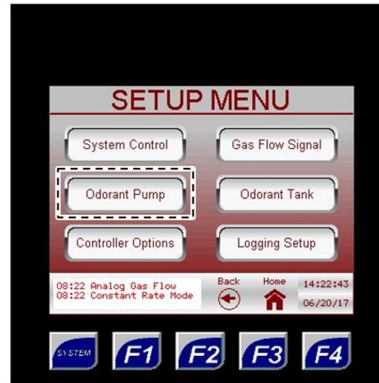 SETUP MENU
System Control Gas Flow Signal
Odorant Pump Odorant Tank
Controller Options Logging Setup
08:22 Analog Gas Flow Back Home 14:22:43
08:22 Constant Rate Mode 06/20/17
SYSTEM F1 F2 F3 F4